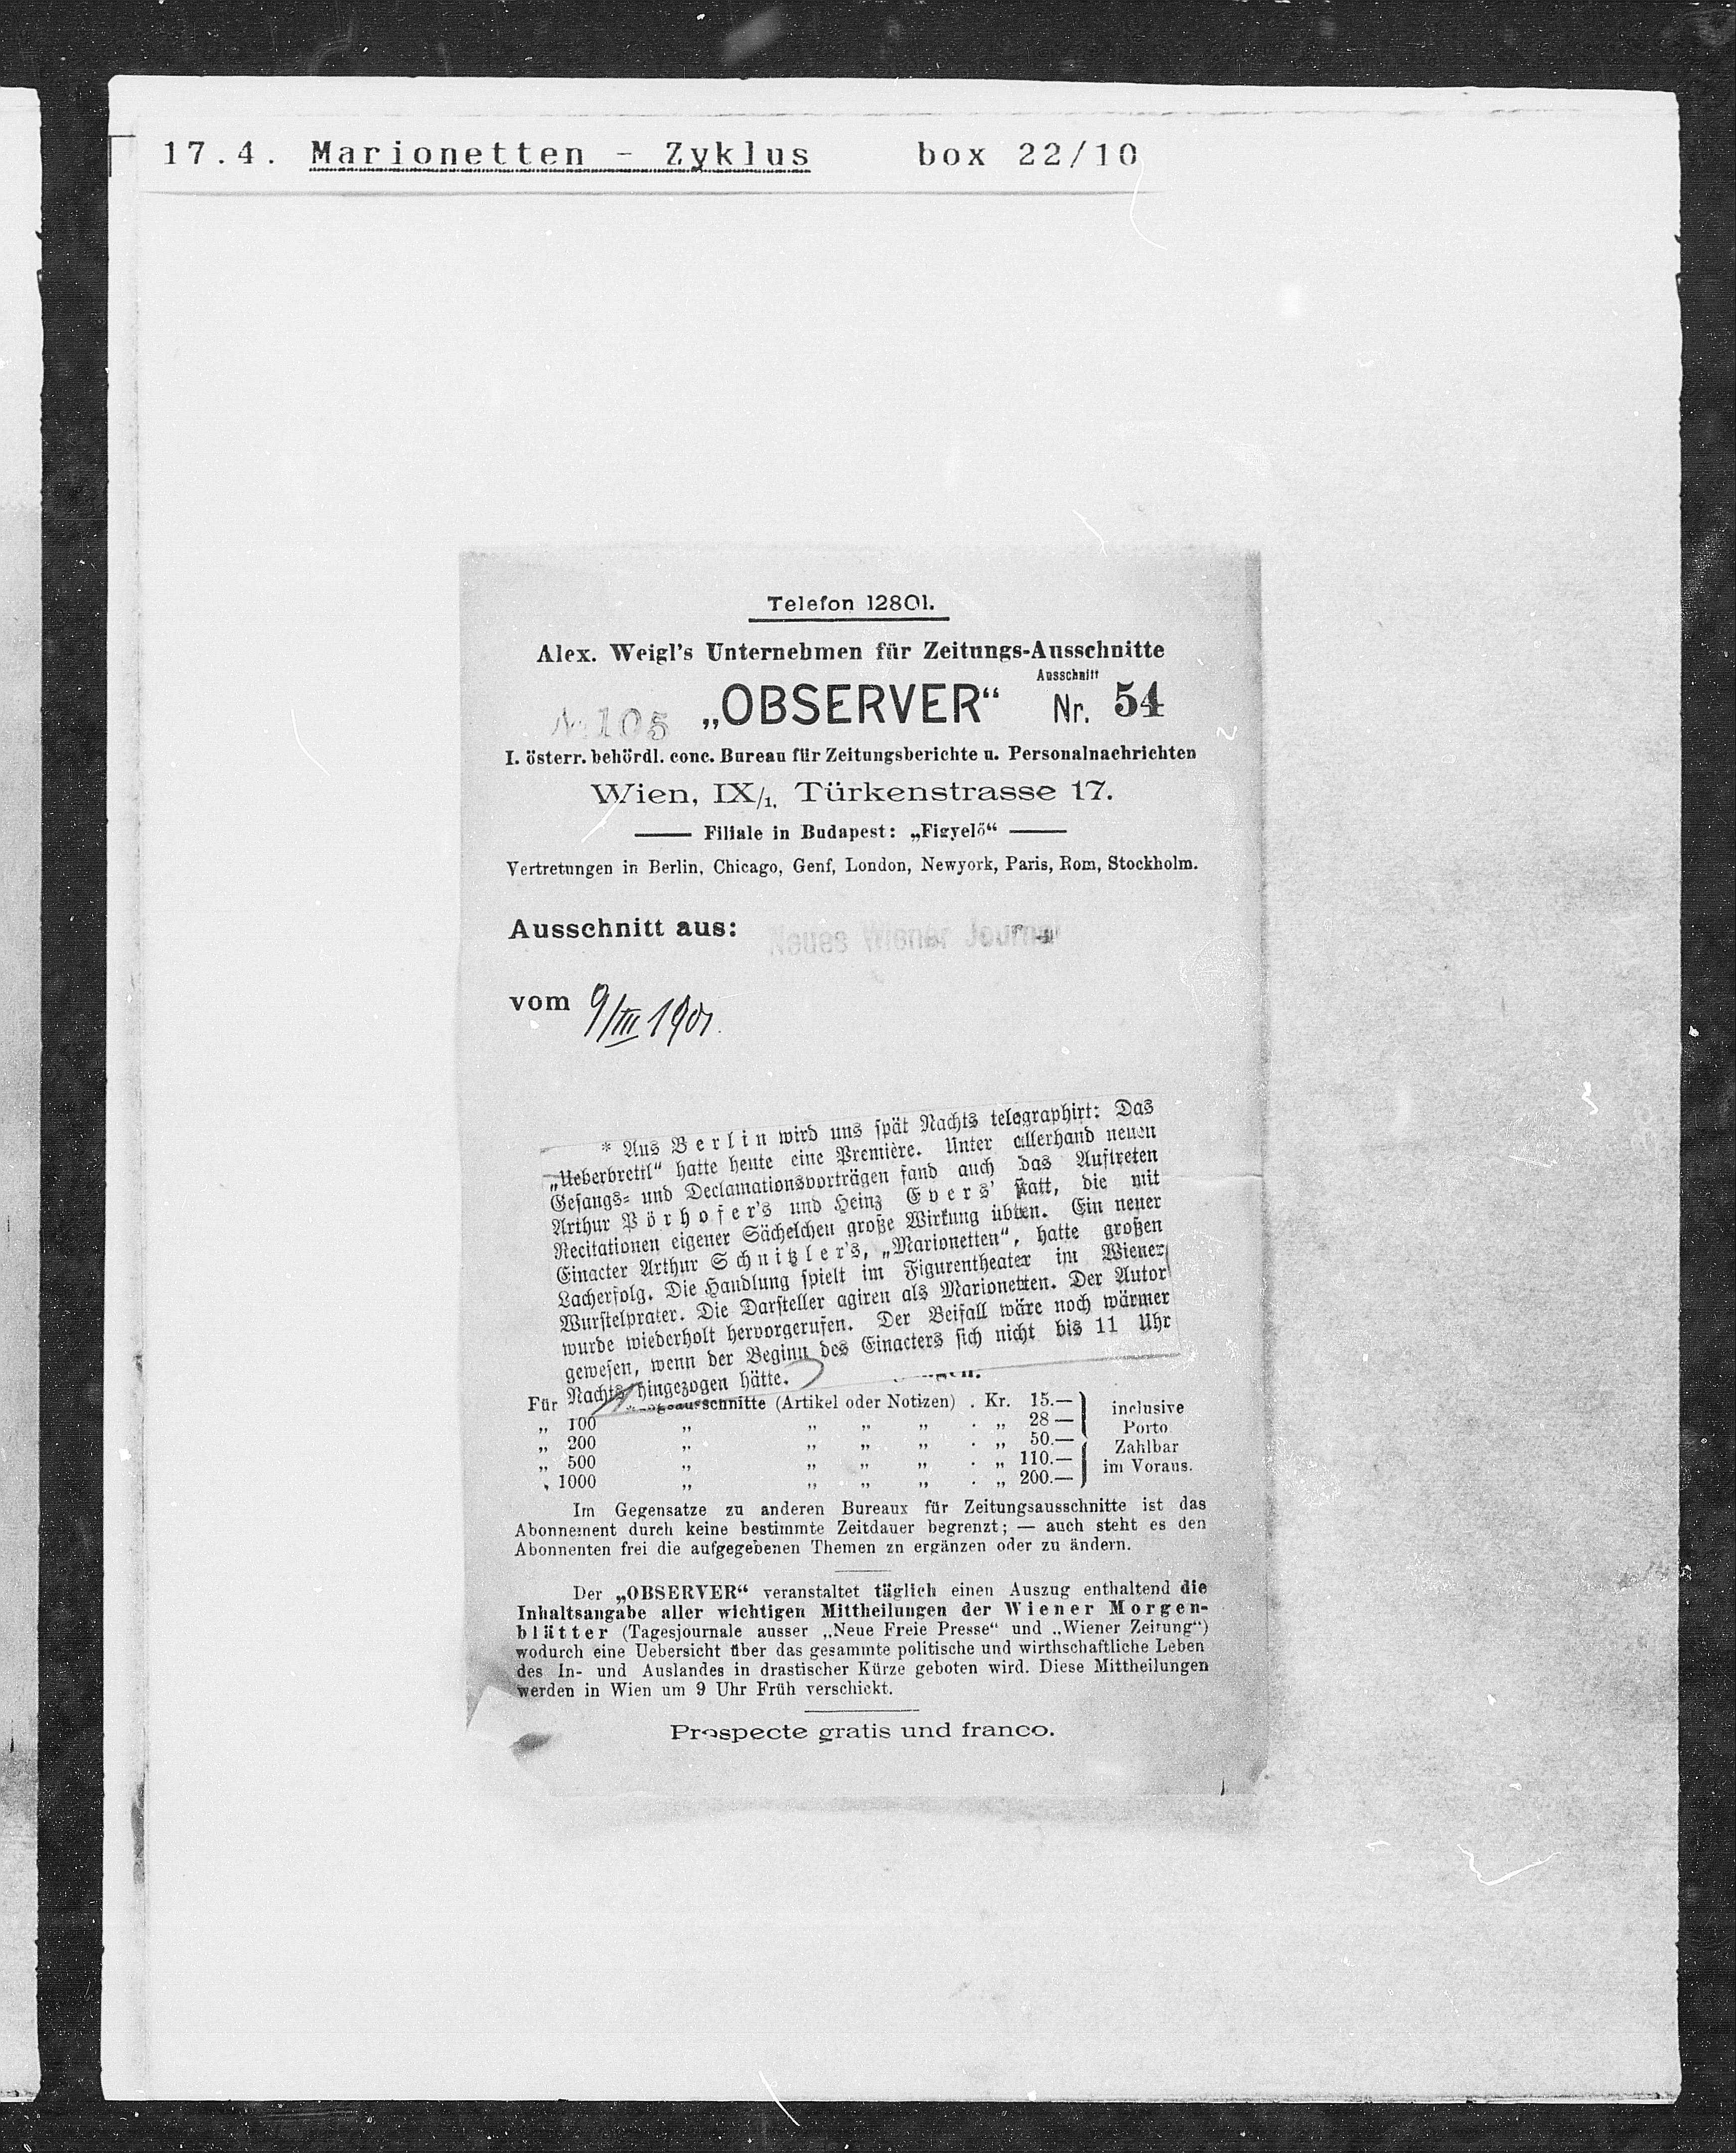 17.4. Marionetten - Zyklus box 22/10
Telefon 12801.
Alex. Weigl's Unternehmen für Zeitungs-Ausschnitte
Ausschnitt
„OBSERVER“ Nr. 54
№ 105
I. österr. behördl. conc. Bureau für Zeitungsberichte u. Personalnachrichten
Wien, IX/1, Türkenstrasse 17.
Filiale in Budapest: „Figyelő“
Vertretungen in Berlin, Chicago, Genf, London, Newyork, Paris, Rom, Stockholm.
Ausschnitt aus: Neues Wiener Journal
vom 9/III 1901.
* Aus Berlin wird uns spät Nachts telegraphirt: Das
„Ueberbrettl“ hatte heute eine Première. Unter allerhand neuen
Gesangs- und Declamationsvorträgen fand auch das Auftreten
Arthur Pörhofer's und Heinz Evers' statt, die mit
Recitationen eigener Sächelchen große Wirkung übten. Ein neuer
Einacter Arthur Schnitzler's, „Marionetten“, hatte großen
Lacherfolg. Die Handlung spielt im Figurentheater im Wiener
Wurstelprater. Die Darsteller agiren als Marionetten. Der Autor
wurde wiederholt hervorgerufen. Der Beifall wäre noch wärmer
gewesen, wenn der Beginn des Einacters sich nicht bis 11 Uhr
Nachts hingezogen hätte.
Für ausschnitte (Artikel oder Notizen) . Kr. 15.— inclusive
„ 100 „ „ „ „ . „ 28 — Porto
„ 200 „ „ „ „ . „ 50.— Zahlbar
„ 500 „ „ „ „ . „ 110.— im Voraus.
„ 1000 „ „ „ „ . „ 200.—
Im Gegensatze zu anderen Bureaux für Zeitungsausschnitte ist das
Abonnement durch keine bestimmte Zeitdauer begrenzt; — auch steht es den
Abonnenten frei die aufgegebenen Themen zu ergänzen oder zu ändern.
Der „OBSERVER“ veranstaltet täglich einen Auszug enthaltend die
Inhaltsangabe aller wichtigen Mittheilungen der Wiener Morgen-
blätter (Tagesjournale ausser „Neue Freie Presse“ und „Wiener Zeitung“)
wodurch eine Uebersicht über das gesammte politische und wirthschaftliche Leben
des In- und Auslandes in drastischer Kürze geboten wird. Diese Mittheilungen
werden in Wien um 9 Uhr Früh verschickt.
Prospecte gratis und franco.